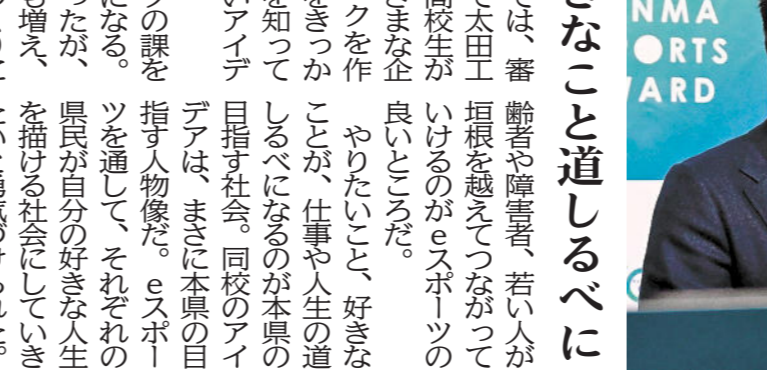 NMA
ORTS
ARD
なこと道しるべに
では、審
で太田工
高校生が
さまな企
クを作
をきっか
を知って
いアイデ
の課を
になる。
ったが、
も増え、
齢者や障害者、若い人が
垣根を越えてつながって
いけるのがeスポーツの
良いところだ。
やりたいこと、好きな
ことが、仕事や人生の道
しるべになるのが本県の
目指す社会。同校のアイ
デアは、まさに本県の目
指す人物像だ。eスポー
ツを通して、それぞれの
県民が自分の好きな人生
を描ける社会にしていき